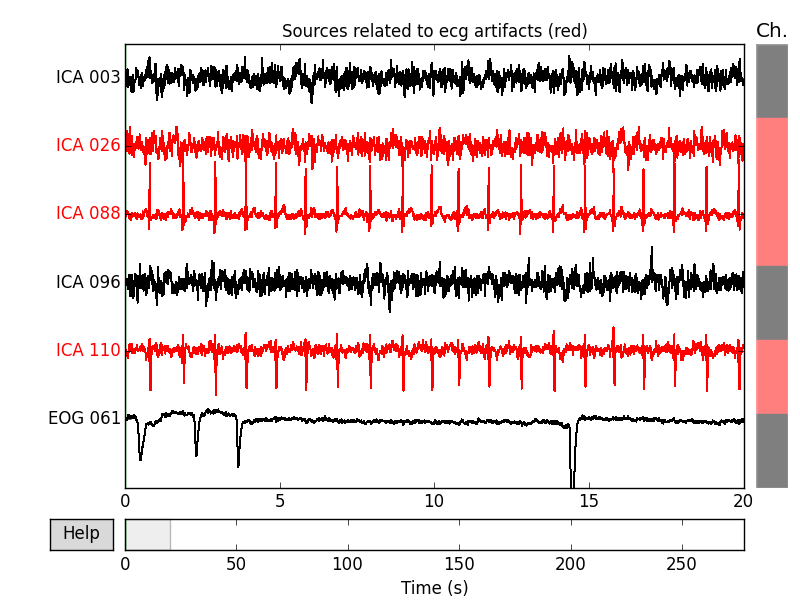 Sources related to ecg artifacts (red)
Ch.
ICA 003
ICA 026
ICA 088
ICA 096
ICA 110
EOG 061
0 5 10 15 20
Help
0 50 100 150 200 250
Time (s)